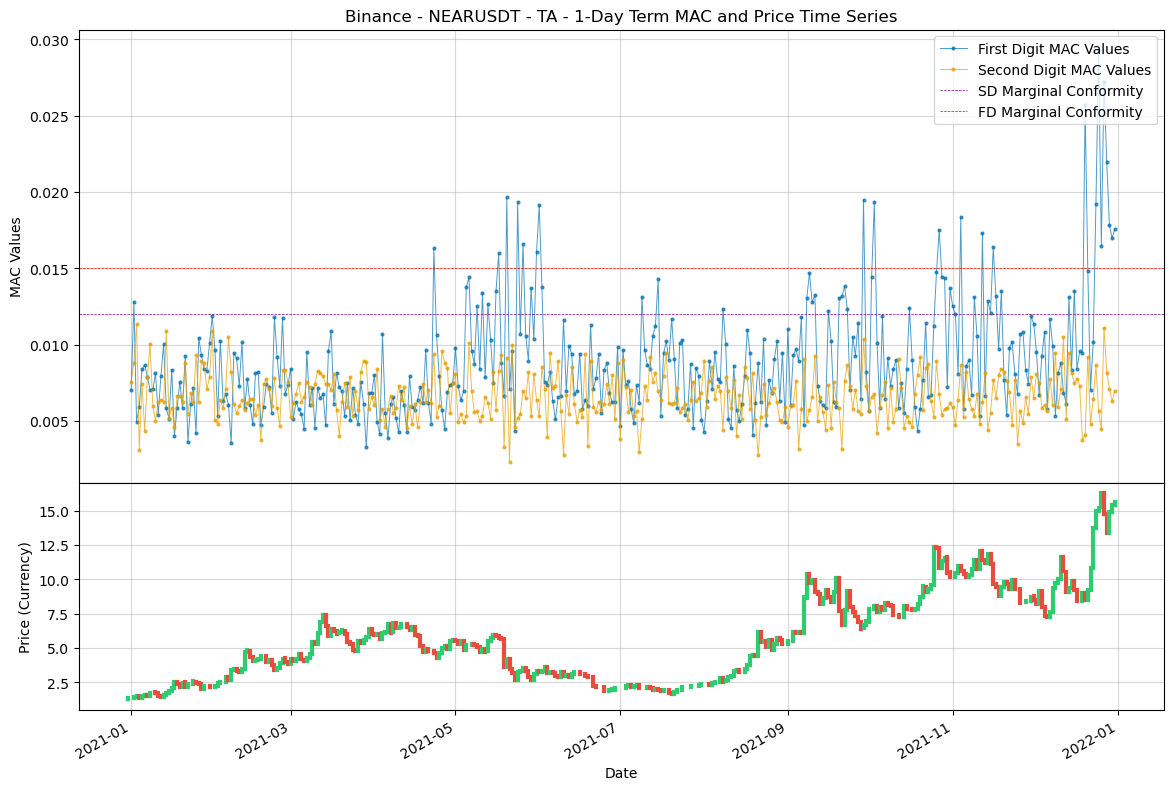 Binance - NEARUSDT - TA - 1-Day Term MAC and Price Time Series
First Digit MAC Values
Second Digit MAC Values
SD Marginal Conformity
FD Marginal Conformity
MAC Values
0.030
0.025
0.020
0.015
0.010
0.005
Price (Currency)
15.0
12.5
10.0
7.5
5.0
2.5
2021-01
2021-03
2021-05
2021-07
2021-09
2021-11
2022-01
Date